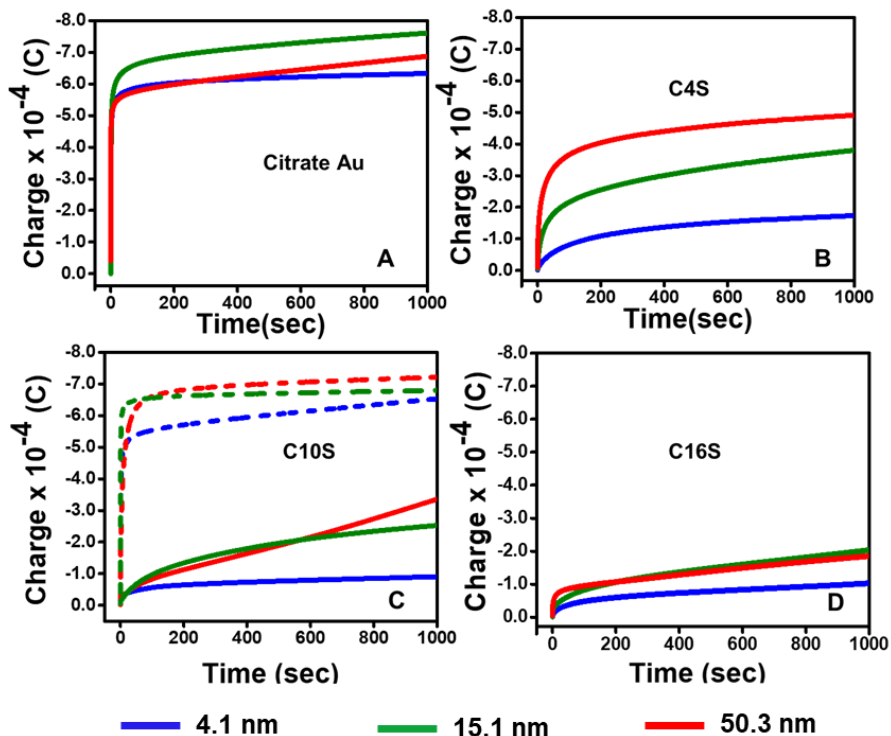 Charge x 10⁻⁴ (C)
-8.0
-7.0
-6.0
-5.0
-4.0
-3.0
-2.0
-1.0
0.0
Citrate Au
A
0 200 400 600 800 1000
Time(sec)
Charge x 10⁻⁴ (C)
-8.0
-7.0
-6.0
-5.0
-4.0
-3.0
-2.0
-1.0
0.0
C4S
B
0 200 400 600 800 1000
Time(sec)
Charge x 10⁻⁴ (C)
-8.0
-7.0
-6.0
-5.0
-4.0
-3.0
-2.0
-1.0
0.0
C10S
C
0 200 400 600 800 1000
Time (sec)
Charge x 10⁻⁴ (C)
-8.0
-7.0
-6.0
-5.0
-4.0
-3.0
-2.0
-1.0
0.0
C16S
D
0 200 400 600 800 1000
Time (sec)
4.1 nm 15.1 nm 50.3 nm